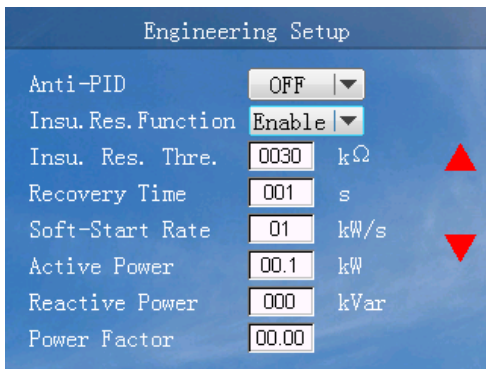 Engineering Setup
Anti-PID OFF
Insu.Res.Function Enable
Insu. Res. Thre. 0030 kΩ
Recovery Time 001 s
Soft-Start Rate 01 kW/s
Active Power 00.1 kW
Reactive Power 000 kVar
Power Factor 00.00